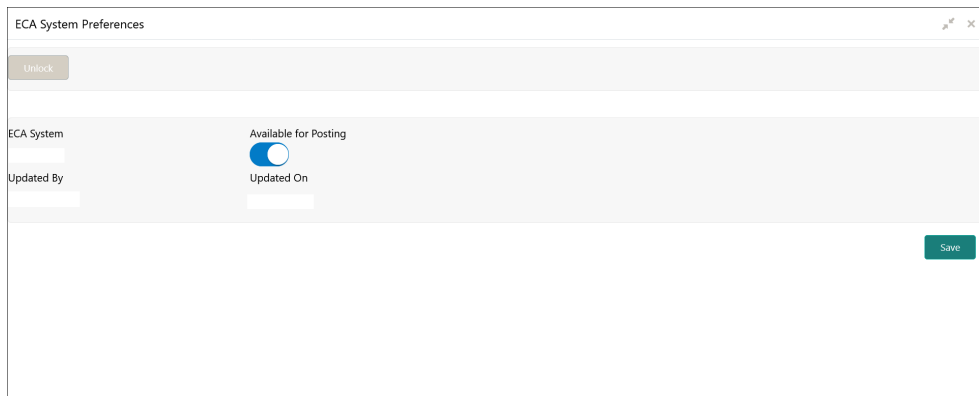 ECA System Preferences
Unlock
ECA System
Available for Posting
Updated By
Updated On
Save